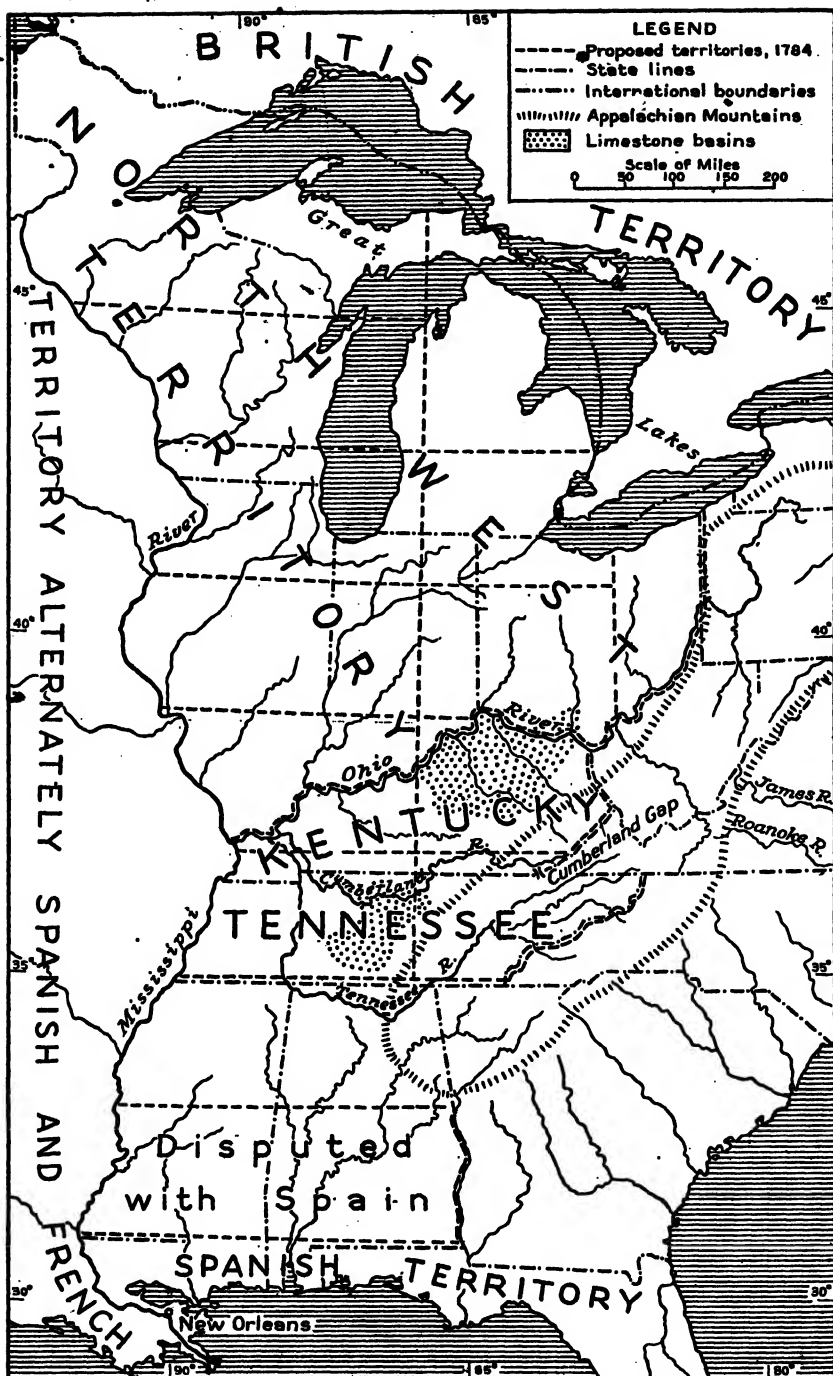 90°
85°
BRITISH
TERRITORY
LEGEND
Proposed territories, 1784
State lines
International boundaries
Appalachian Mountains
Limestone basins
Scale of Miles
0 50 100 150 200
NORTHWEST
TERRITORY
NO.
Great
Lakes
45°
45°
TERRITORY ALTERNATELY SPANISH AND FRENCH
River
40°
40°
Ohio
River
KENTUCKY
James R.
Roanoke R.
Cumberland Gap
Cumberland
R.
TENNESSEE
Mississippi
35°
35°
Tennessee
R.
Disputed
with Spain
SPANISH TERRITORY
30°
30°
New Orleans
90°
85°
80°